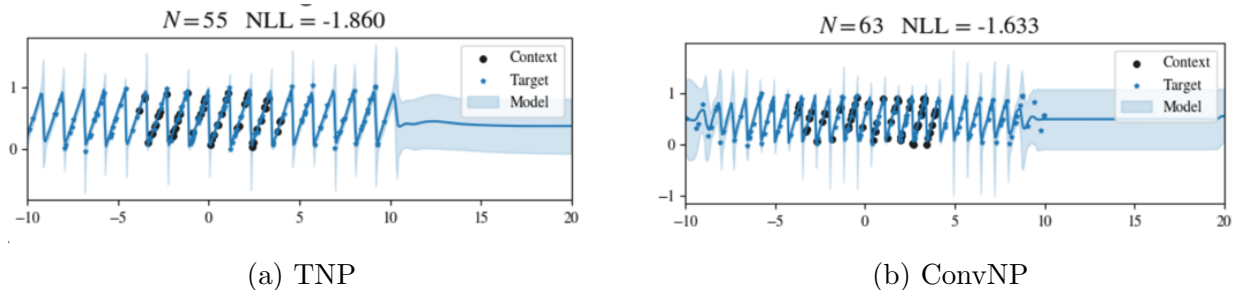 N=55 NLL = -1.860
Context
Target
Model
1
0
−10 −5 0 5 10 15 20
(a) TNP
N=63 NLL = -1.633
Context
Target
Model
1
0
−1
−10 −5 0 5 10 15 20
(b) ConvNP